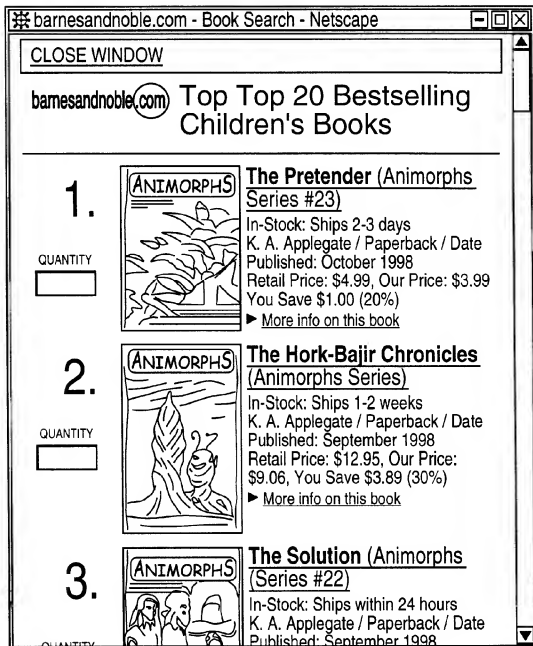 barnesandnoble.com - Book Search - Netscape
CLOSE WINDOW
barnesandnoble.com
Top Top 20 Bestselling
Children's Books
1.
QUANTITY
ANIMORPHS
The Pretender (Animorphs
Series #23)
In-Stock: Ships 2-3 days
K. A. Applegate / Paperback / Date
Published: October 1998
Retail Price: $4.99, Our Price: $3.99
You Save $1.00 (20%)
► More info on this book
2.
QUANTITY
ANIMORPHS
The Hork-Bajir Chronicles
(Animorphs Series)
In-Stock: Ships 1-2 weeks
K. A. Applegate / Paperback / Date
Published: September 1998
Retail Price: $12.95, Our Price:
$9.06, You Save $3.89 (30%)
► More info on this book
3.
QUANTITY
ANIMORPHS
The Solution (Animorphs
(Series #22)
In-Stock: Ships within 24 hours
K. A. Applegate / Paperback / Date
Published: September 1998